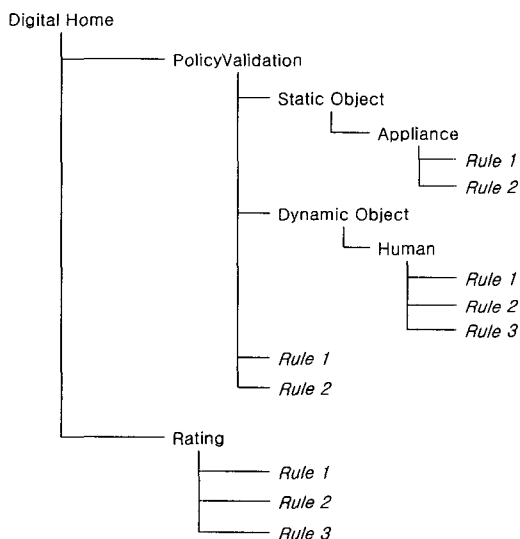 Digital Home
PolicyValidation
Static Object
Appliance
Rule 1
Rule 2
Dynamic Object
Human
Rule 1
Rule 2
Rule 3
Rule 1
Rule 2
Rating
Rule 1
Rule 2
Rule 3